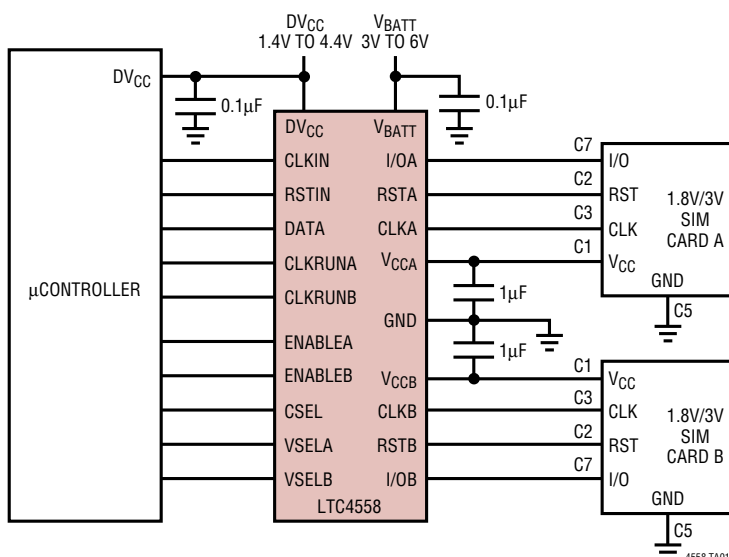 DVCC
1.4V TO 4.4V
VBATT
3V TO 6V
DVCC
0.1μF
0.1μF
μCONTROLLER
DVCC
VBATT
CLKIN
RSTIN
DATA
CLKRUNA
CLKRUNB
ENABLEA
ENABLEB
CSEL
VSELA
VSELB
I/OA
RSTA
CLKA
VCCA
GND
VCCB
CLKB
RSTB
I/OB
LTC4558
1μF
1μF
C7
C2
C3
C1
I/O
RST
CLK
VCC
1.8V/3V
SIM
CARD A
GND
C5
C1
C3
C2
C7
VCC
CLK
RST
I/O
1.8V/3V
SIM
CARD B
GND
C5
4558 TA01